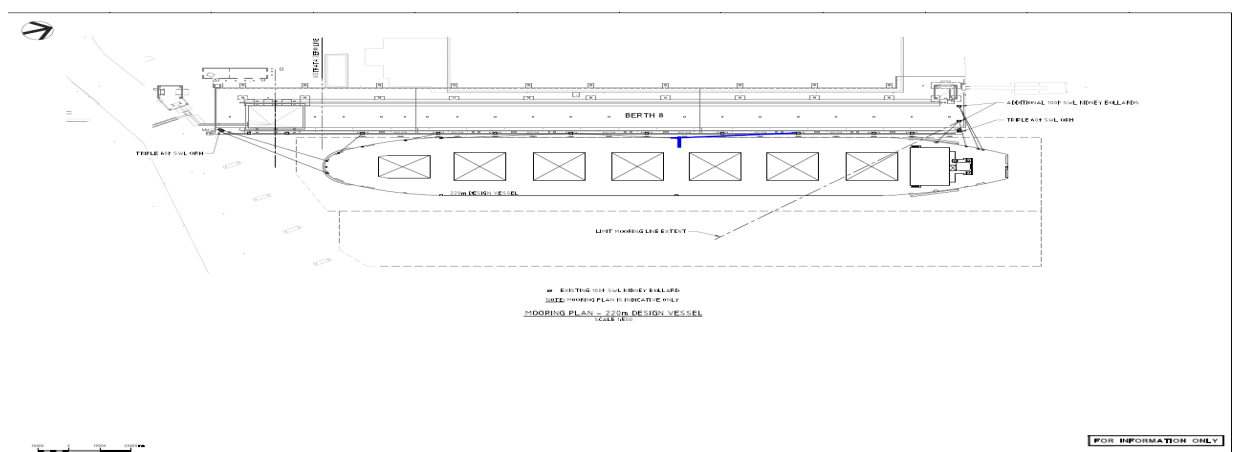 BERTH 8
ADDITIONAL 100t SWL KIDNEY BOLLARDS
TRIPLE 60t SWL QRH
TRIPLE 60t SWL QRH
220m DESIGN VESSEL
LIMIT MOORING LINE EXTENT
EXISTING 100t SWL KIDNEY BOLLARD
NOTE: MOORING PLAN IS INDICATIVE ONLY
MOORING PLAN – 220m DESIGN VESSEL
FOR INFORMATION ONLY